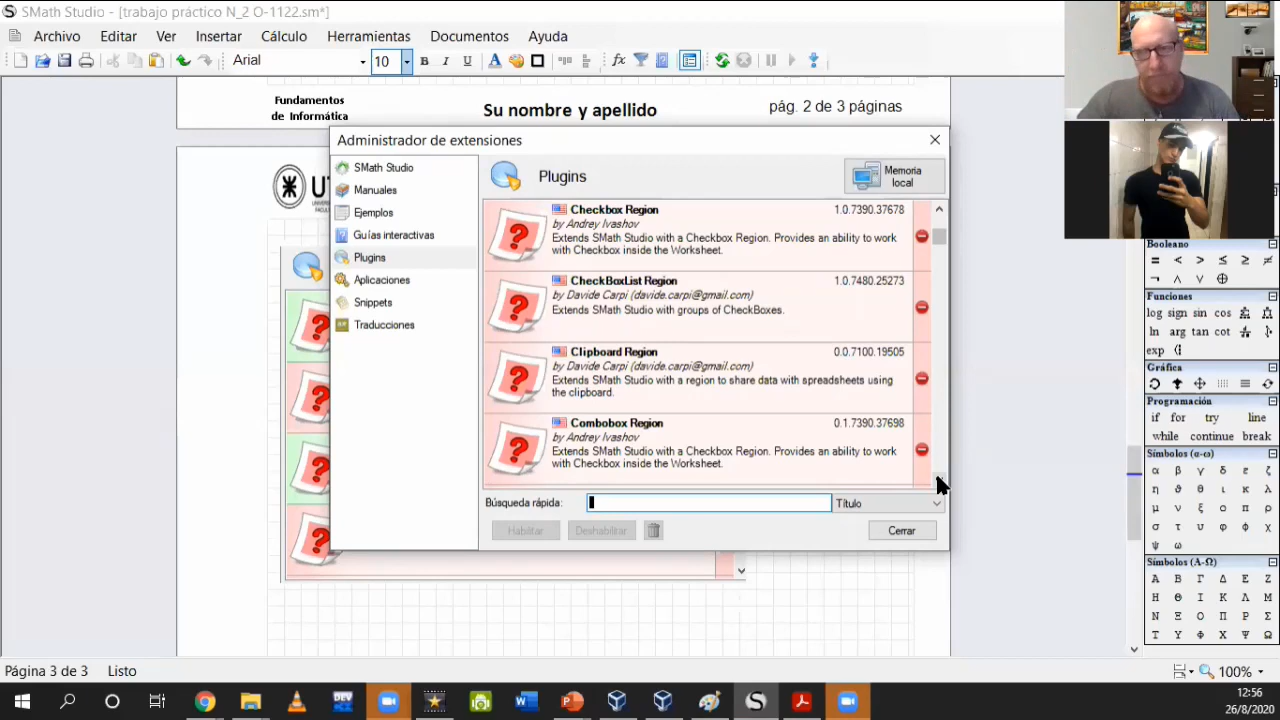 SMath Studio - [trabajo práctico N_2 O-1122.sm*]
Archivo Editar Ver Insertar Cálculo Herramientas Documentos Ayuda
Arial 10 B I U A fx
Fundamentos
de Informática
Su nombre y apellido
pág. 2 de 3 páginas
Administrador de extensiones
SMath Studio
Manuales
Ejemplos
Guías interactivas
Plugins
Aplicaciones
Snippets
Traducciones
Plugins
Memoria
local
Checkbox Region 1.0.7390.37678
by Andrey Ivashov
Extends SMath Studio with a Checkbox Region. Provides an ability to work
with Checkbox inside the Worksheet.
CheckBoxList Region 1.0.7480.25273
by Davide Carpi (davide.carpi@gmail.com)
Extends SMath Studio with groups of CheckBoxes.
Clipboard Region 0.0.7100.19505
by Davide Carpi (davide.carpi@gmail.com)
Extends SMath Studio with a region to share data with spreadsheets using
the clipboard.
Combobox Region 0.1.7390.37698
by Andrey Ivashov
Extends SMath Studio with a Checkbox Region. Provides an ability to work
with Checkbox inside the Worksheet.
Búsqueda rápida: Título
Habilitar Deshabilitar Cerrar
Booleano
= < > ≤ ≥ ≠
¬ ∧ ∨ ⊕
Funciones
log sign sin cos
ln arg tan cot
exp
Gráfica
Programación
if for try line
while continue break
Símbolos (α-ω)
α β γ δ ε ζ
η ϑ θ ι κ λ
μ ν ξ ο π ρ
σ τ υ φ ϕ χ
ψ ω
Símbolos (Α-Ω)
Α Β Γ Δ Ε Ζ
Η Θ Ι Κ Λ Μ
Ν Ξ Ο Π Ρ Σ
Τ Υ Φ Χ Ψ Ω
Página 3 de 3 Listo 100%
12:56
26/8/2020